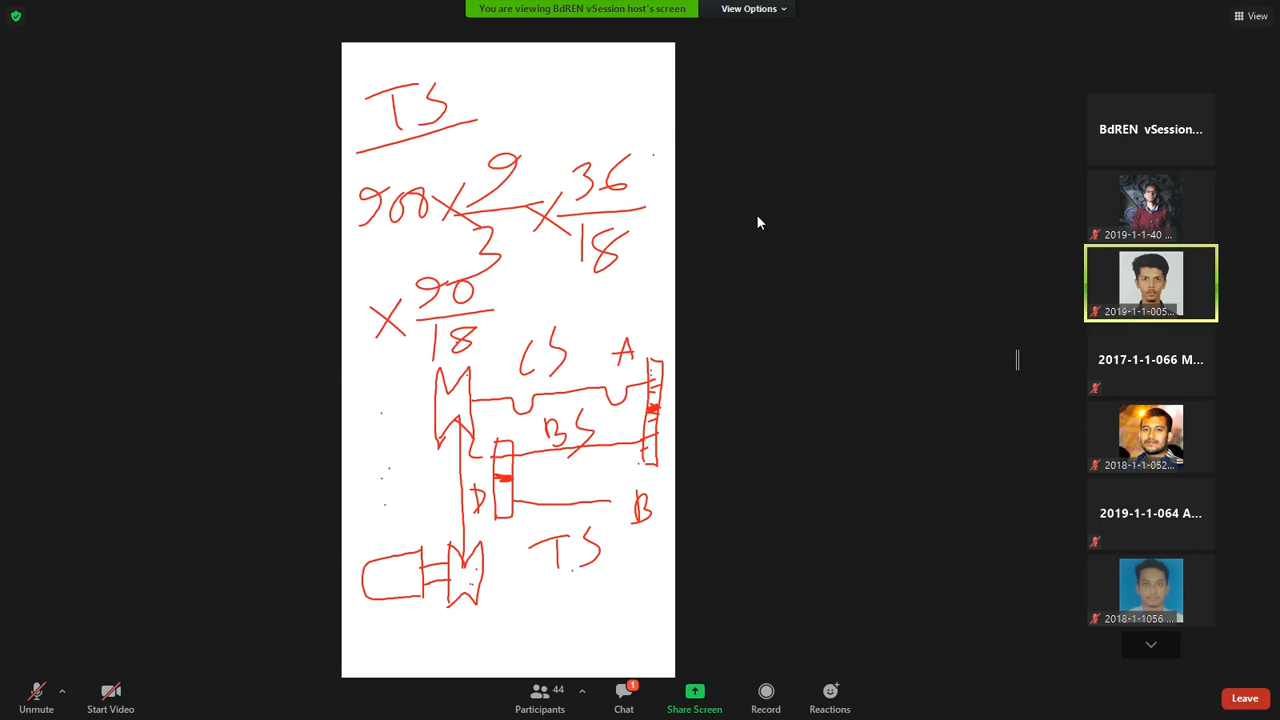 You are viewing BdREN vSession host's screen
View Options
View
TS
900 × 9/3 × 36/18
× 90/18
CS
A
BS
D
B
TS
BdREN vSession...
2019-1-1-40 ...
2019-1-1-005...
2017-1-1-066 M...
2018-1-1-052...
2019-1-1-064 A...
2018-1-1056 ...
Unmute
Start Video
44
Participants
1
Chat
Share Screen
Record
Reactions
Leave